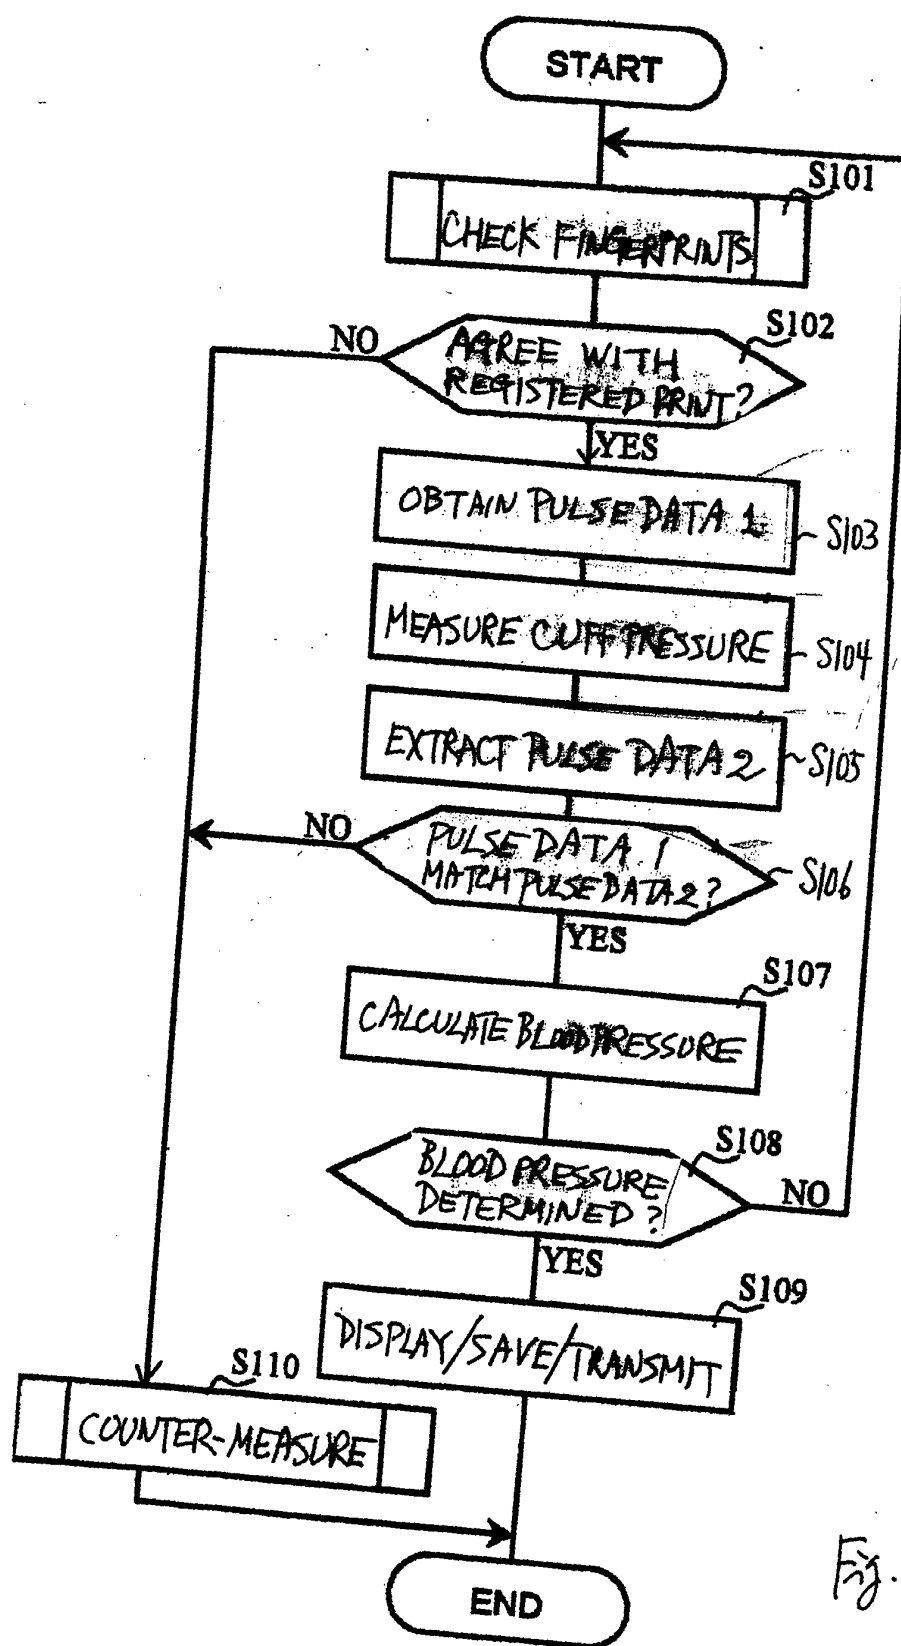 START
S101
CHECK FINGERPRINTS
S102
NO
AGREE WITH
REGISTERED PRINT?
YES
OBTAIN PULSE DATA 1
S103
MEASURE CUFF PRESSURE
S104
EXTRACT PULSE DATA 2
S105
NO
PULSE DATA 1
MATCH PULSE DATA 2?
S106
YES
S107
CALCULATE BLOOD PRESSURE
S108
BLOOD PRESSURE
DETERMINED?
NO
YES
S109
DISPLAY/SAVE/TRANSMIT
S110
COUNTER-MEASURE
END
Fig.